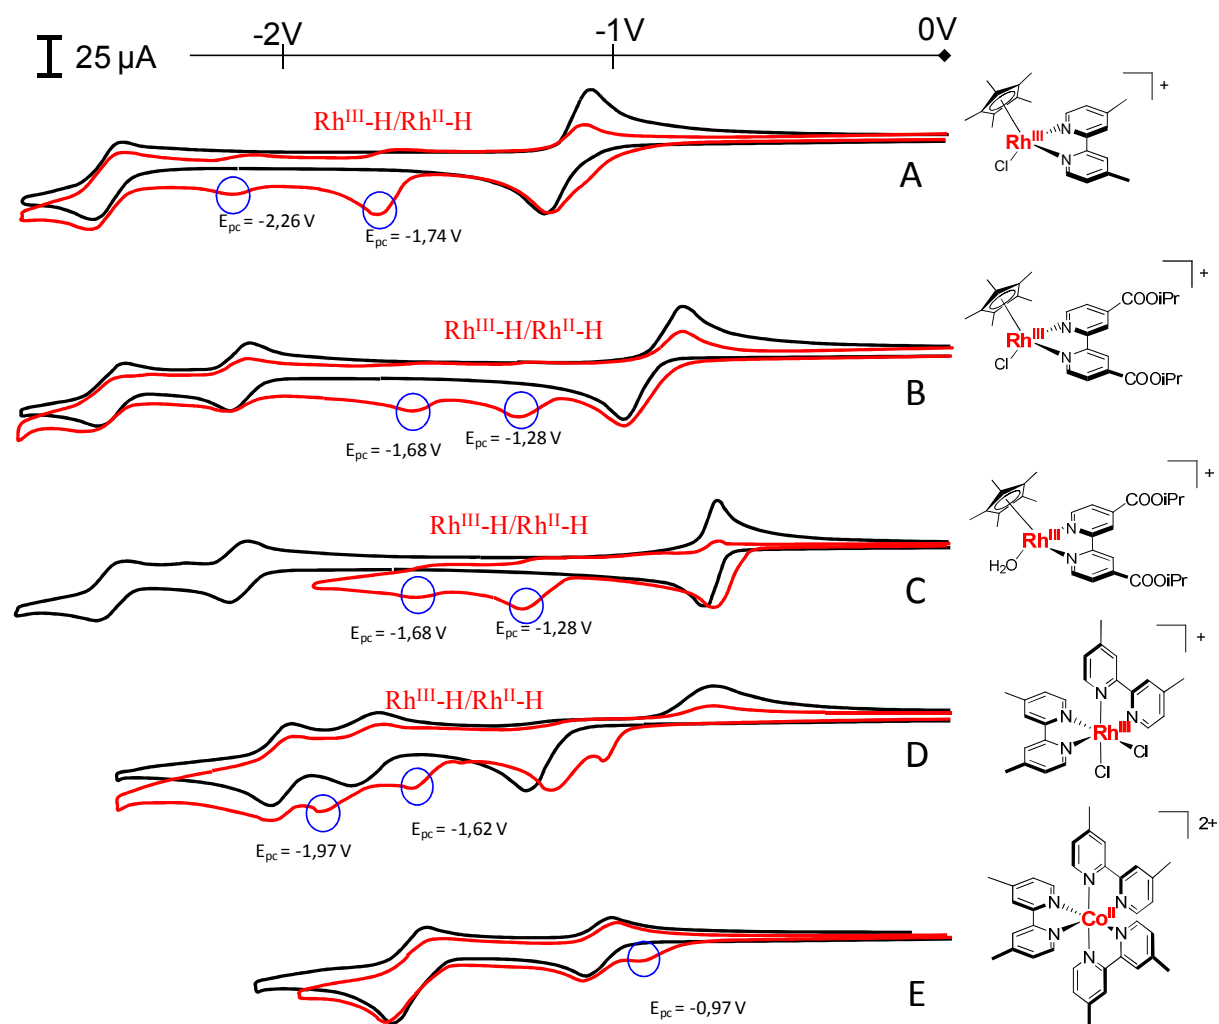 -2V -1V 0V
25 µA
Rh^III-H/Rh^II-H
A
E_pc = -2,26 V
E_pc = -1,74 V
+
Rh^III
N
N
Cl
Rh^III-H/Rh^II-H
B
E_pc = -1,68 V
E_pc = -1,28 V
+
COOiPr
Rh^III
N
N
Cl
COOiPr
Rh^III-H/Rh^II-H
C
E_pc = -1,68 V
E_pc = -1,28 V
+
COOiPr
Rh^III
N
N
H₂O
COOiPr
Rh^III-H/Rh^II-H
D
E_pc = -1,97 V
E_pc = -1,62 V
+
N
N
N
N
Rh^III
Cl
Cl
E
E_pc = -0,97 V
2+
N
N
N
Co^II
N
N
N